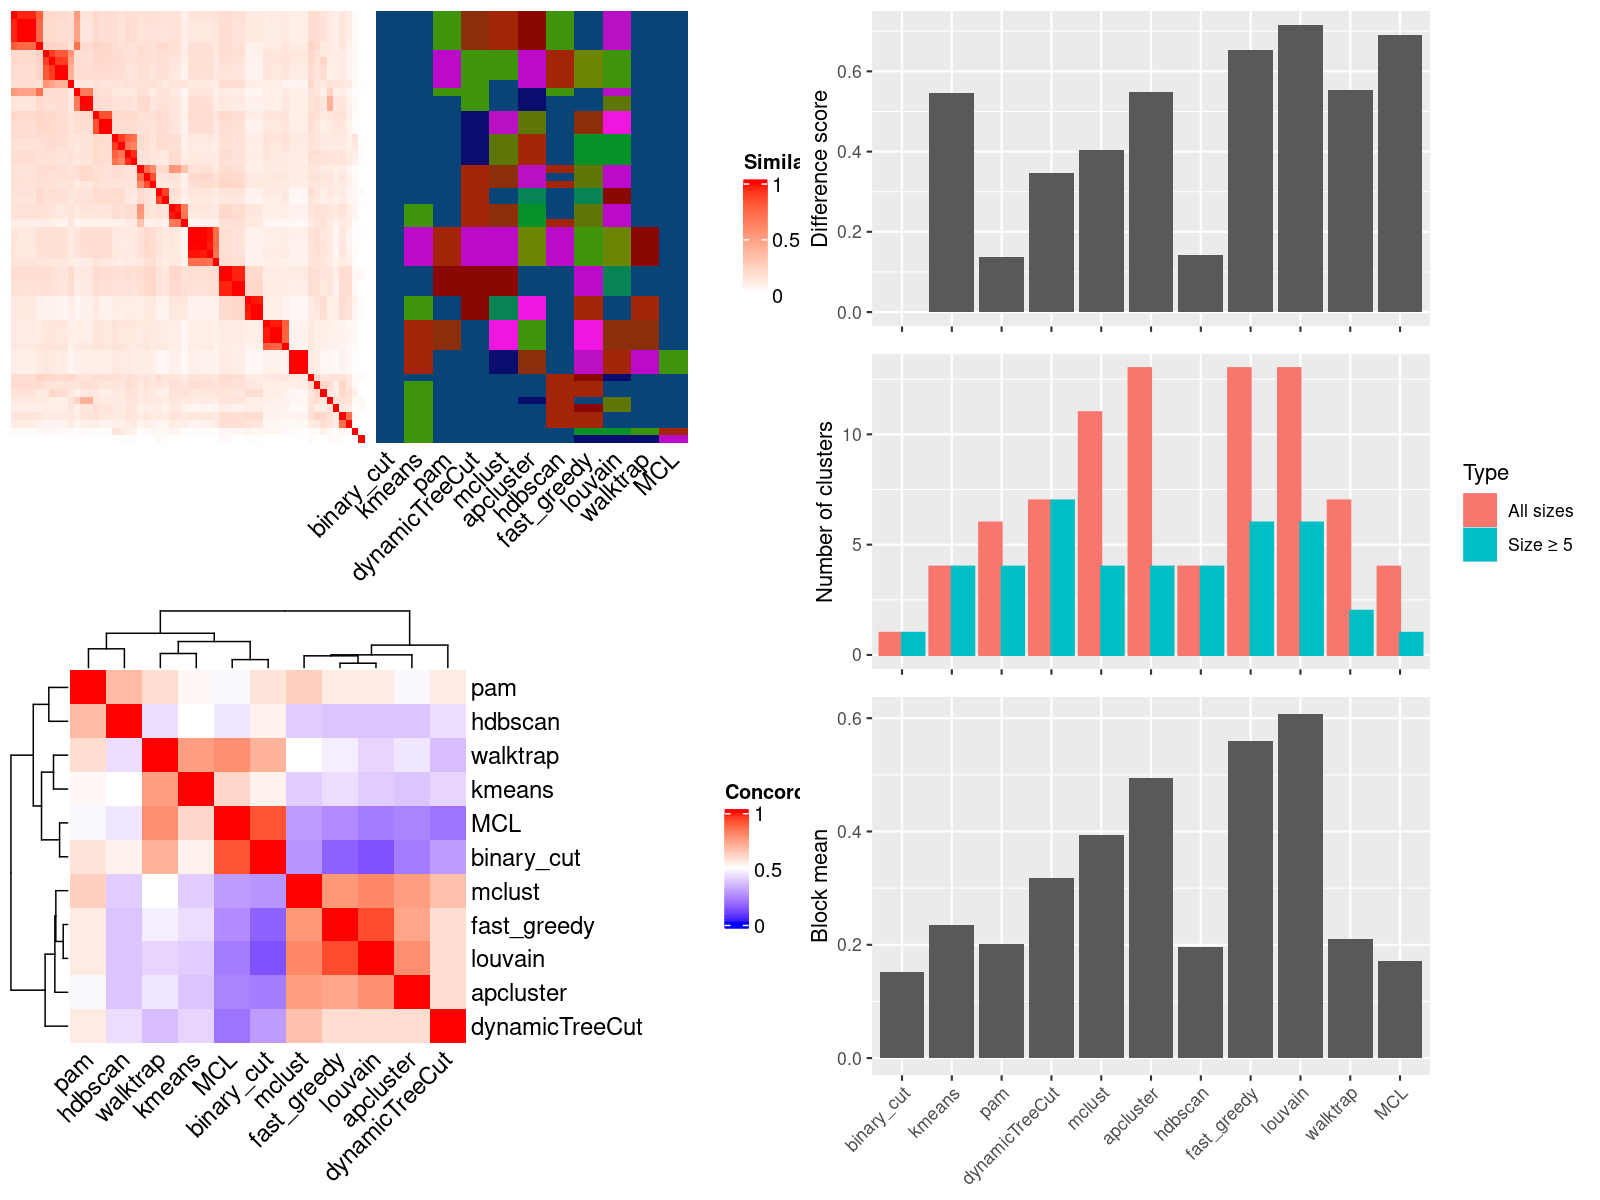 Simila
1
0.5
0
binary_cut
kmeans
pam
dynamicTreeCut
mclust
apcluster
hdbscan
fast_greedy
louvain
walktrap
MCL
Difference score
0.6
0.4
0.2
0.0
Number of clusters
10
5
0
Type
All sizes
Size ≥ 5
Block mean
0.6
0.4
0.2
0.0
binary_cut
kmeans
pam
dynamicTreeCut
mclust
apcluster
hdbscan
fast_greedy
louvain
walktrap
MCL
pam
hdbscan
walktrap
kmeans
MCL
binary_cut
mclust
fast_greedy
louvain
apcluster
dynamicTreeCut
Concord
1
0.5
0
pam
hdbscan
walktrap
kmeans
MCL
binary_cut
mclust
fast_greedy
louvain
apcluster
dynamicTreeCut